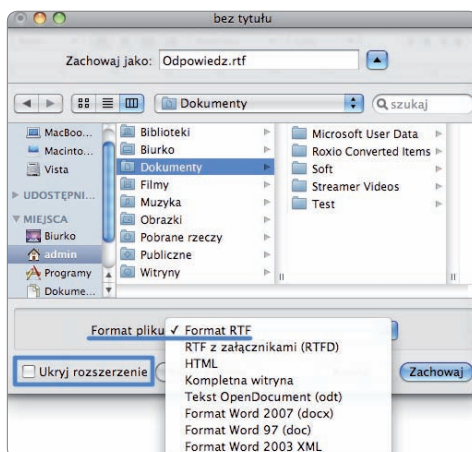 bez tytułu
Zachowaj jako: Odpowiedz.rtf
Dokumenty
szukaj
MacBoo...
Macinto...
Vista
UDOSTĘPNI...
MIEJSCA
Biurko
admin
Programy
Dokume...
Biblioteki
Biurko
Dokumenty
Filmy
Muzyka
Obrazki
Pobrane rzeczy
Publiczne
Witryny
Microsoft User Data
Roxio Converted Items
Soft
Streamer Videos
Test
Format pliku ✓ Format RTF
RTF z załącznikami (RTFD)
HTML
Kompletna witryna
Tekst OpenDocument (odt)
Format Word 2007 (docx)
Format Word 97 (doc)
Format Word 2003 XML
Ukryj rozszerzenie
Zachowaj